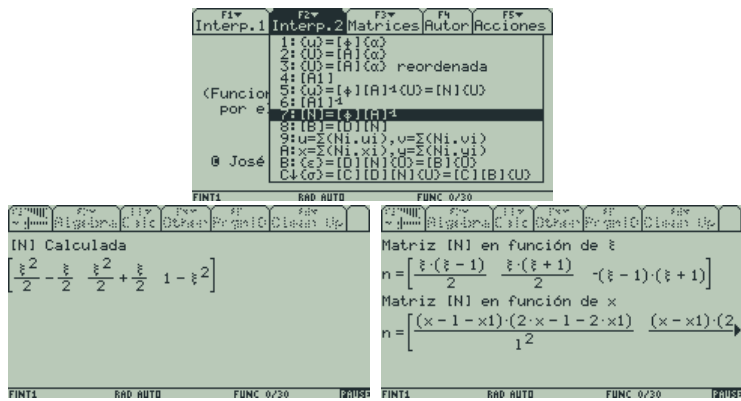 F1▾ F2▾ F3▾ F4 F5▾
Interp.1 Interp.2 Matrices Autor Acciones
1:{u}=[ϕ]{α}
2:{U}=[A]{α}
3:{U}=[A]{α} reordenada
4:[A1]
(Funcion 5:{u}=[ϕ][A]⁻¹{U}=[N]{U}
6:[A1]⁻¹
por e 7:[N]=[ϕ][A]⁻¹
8:[B]=[D][N]
9:u=Σ(Ni.ui),v=Σ(Ni.vi)
A:x=Σ(Ni.xi),y=Σ(Ni.yi)
@ José B:{ε}=[D][N]{U}=[B]{U}
C↓{σ}=[C][D][N]{U}=[C][B]{U}
FINT1 RAD AUTO FUNC 0/30
Algebra Calc Other PrgmIO Clean Up
[N] Calculada
[ξ²/2 - ξ/2 ξ²/2 + ξ/2 1 - ξ²]
FINT1 RAD AUTO FUNC 0/30 PAUSE
Algebra Calc Other PrgmIO Clean Up
Matriz [N] en función de ξ
n=[ξ·(ξ - 1)/2 ξ·(ξ + 1)/2 -(ξ - 1)·(ξ + 1)]
Matriz [N] en función de x
n=[(x - l - x1)·(2·x - l - 2·x1)/l² (x - x1)·(2
FINT1 RAD AUTO FUNC 0/30 PAUSE